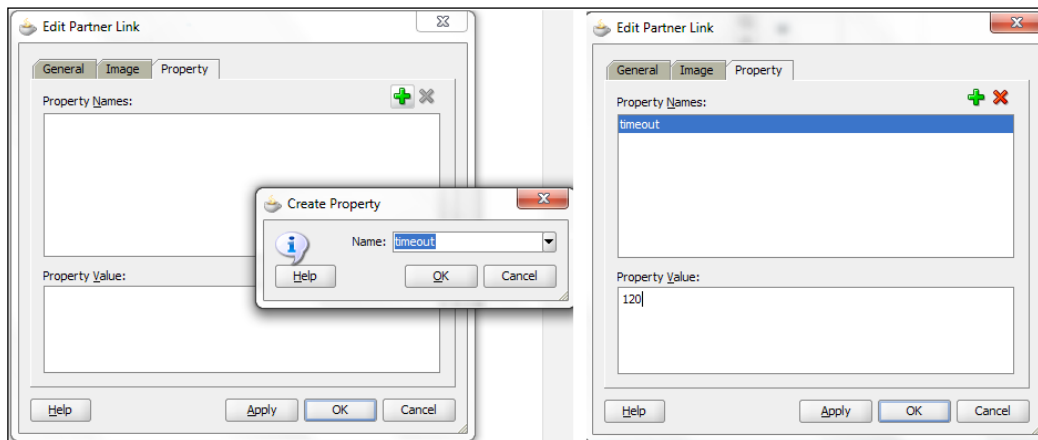 Edit Partner Link
General Image Property
Property Names:
Create Property
Name: timeout
Help OK Cancel
Property Value:
Help Apply OK Cancel
Edit Partner Link
General Image Property
Property Names:
timeout
Property Value:
120
Help Apply OK Cancel